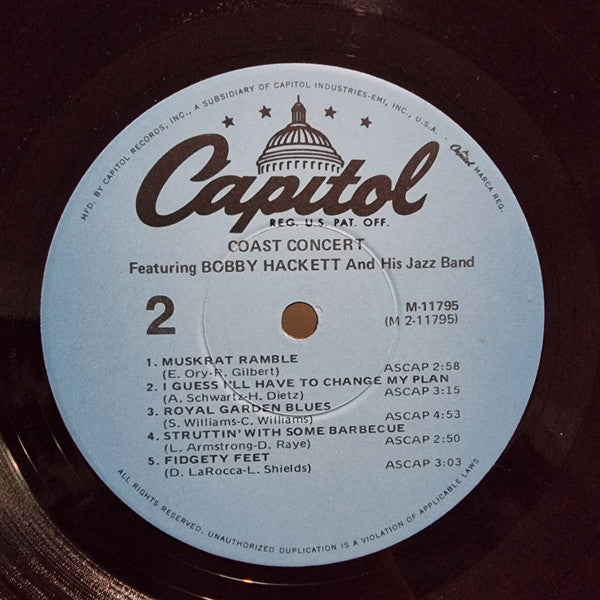 MFD. BY CAPITOL RECORDS, INC., A SUBSIDIARY OF CAPITOL INDUSTRIES-EMI, INC., U.S.A.
Capitol MARCA REG.
Capitol
REG. U.S. PAT. OFF.
COAST CONCERT
Featuring BOBBY HACKETT And His Jazz Band
2
M-11795
(M 2-11795)
1. MUSKRAT RAMBLE
(E. Ory-R. Gilbert) ASCAP 2:58
2. I GUESS I'LL HAVE TO CHANGE MY PLAN
(A. Schwartz-H. Dietz) ASCAP 3:15
3. ROYAL GARDEN BLUES
(S. Williams-C. Williams) ASCAP 4:53
4. STRUTTIN' WITH SOME BARBECUE
(L. Armstrong-D. Raye) ASCAP 2:50
5. FIDGETY FEET
(D. LaRocca-L. Shields) ASCAP 3:03
ALL RIGHTS RESERVED, UNAUTHORIZED DUPLICATION IS A VIOLATION OF APPLICABLE LAWS